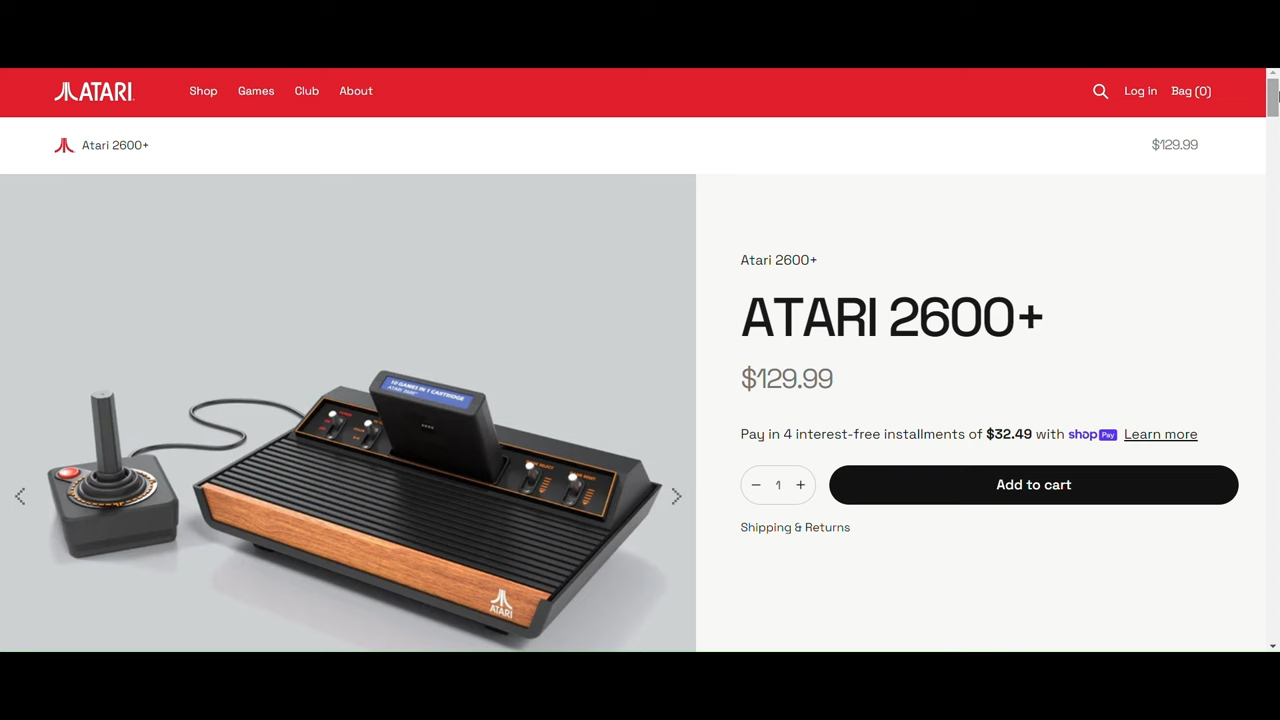 ATARI
Shop
Games
Club
About
Log in
Bag (0)
Atari 2600+
$129.99
Atari 2600+
ATARI 2600+
$129.99
Pay in 4 interest-free installments of $32.49 with shop Pay Learn more
− 1 +
Add to cart
Shipping & Returns
10 GAMES IN 1 CARTRIDGE
ATARI